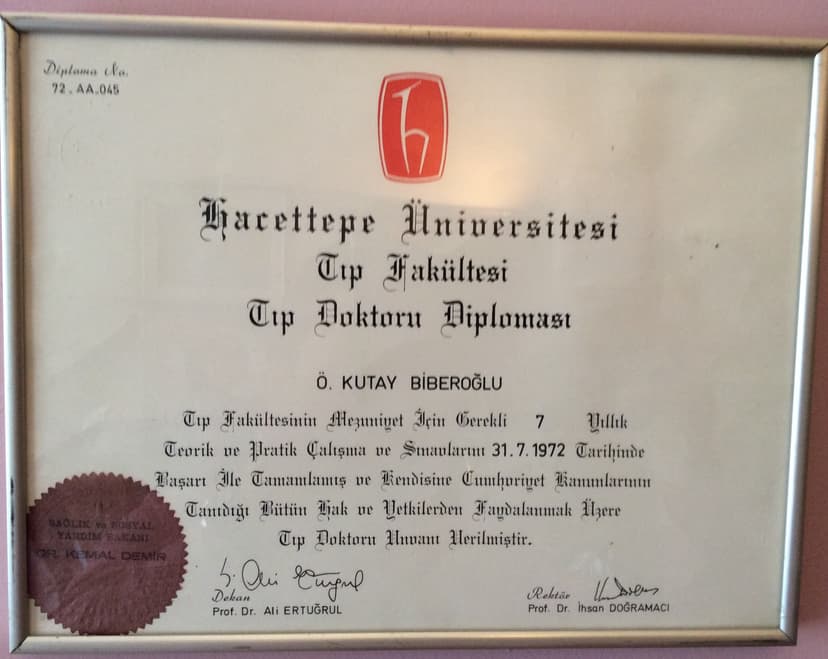 Diploma No.
72.AA.045
Hacettepe Üniversitesi
Tıp Fakültesi
Tıp Doktoru Diploması
Ö. KUTAY BİBEROĞLU
Tıp Fakültesinin Mezuniyet İçin Gerekli 7 Yıllık
Teorik ve Pratik Çalışma ve Sınavlarını 31.7.1972 Tarihinde
Başarı İle Tamamlamış ve Kendisine Cumhuriyet Kanunlarının
Tanıdığı Bütün Hak ve Yetkilerden Faydalanmak Üzere
Tıp Doktoru Unvanı Verilmiştir.
SAĞLIK ve SOSYAL
YARDIM BAKANI
DR. KEMAL DEMİR
Dekan
Prof. Dr. Ali ERTUĞRUL
Rektör
Prof. Dr. İhsan DOĞRAMACI